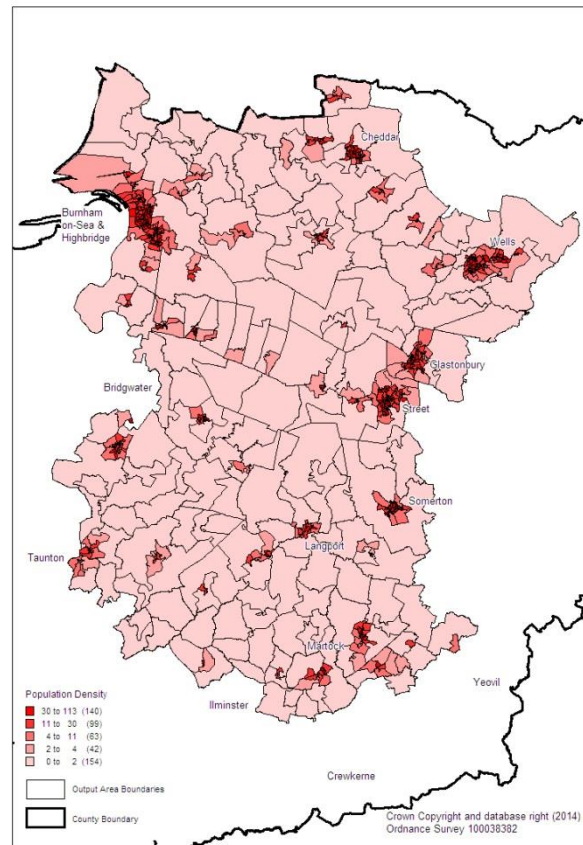 Cheddar
Burnham
on-Sea &
Highbridge
Wells
Glastonbury
Bridgwater
Street
Somerton
Taunton
Langport
Martock
Yeovil
Ilminster
Crewkerne
Population Density
30 to 113 (140)
11 to 30 (99)
4 to 11 (63)
2 to 4 (42)
0 to 2 (154)
Output Area Boundaries
County Boundary
Crown Copyright and database right (2014)
Ordnance Survey 100038382